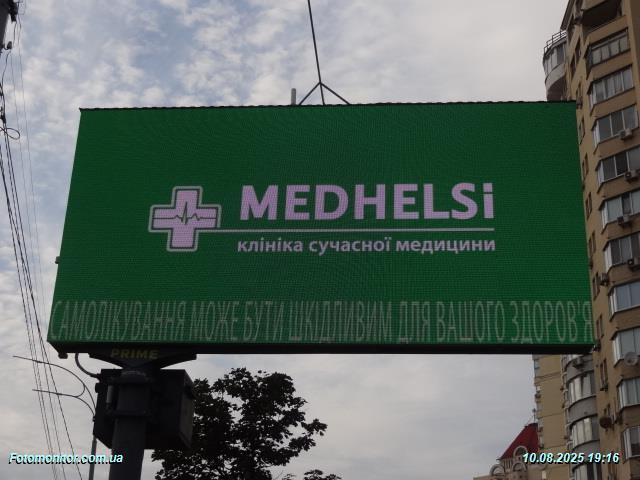 MEDHELSi
клініка сучасної медицини
САМОЛІКУВАННЯ МОЖЕ БУТИ ШКІДЛИВИМ ДЛЯ ВАШОГО ЗДОРОВ'Я
PRIME
Fotomonitor.com.ua
10.08.2025 19:16